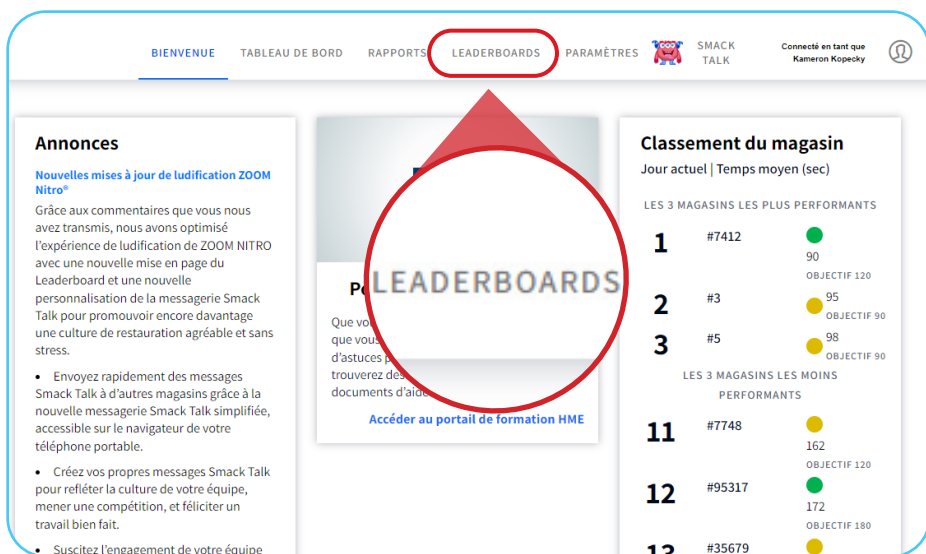 BIENVENUE TABLEAU DE BORD RAPPORTS LEADERBOARDS PARAMÈTRES SMACK TALK Connecté en tant que Kameron Kopecky
Annonces
Nouvelles mises à jour de ludification ZOOM
Nitro®
Grâce aux commentaires que vous nous
avez transmis, nous avons optimisé
l'expérience de ludification de ZOOM NITRO
avec une nouvelle mise en page du
Leaderboard et une nouvelle
personnalisation de la messagerie Smack
Talk pour promouvoir encore davantage
une culture de restauration agréable et sans
stress.
• Envoyez rapidement des messages
Smack Talk à d'autres magasins grâce à la
nouvelle messagerie Smack Talk simplifiée,
accessible sur le navigateur de votre
téléphone portable.
• Créez vos propres messages Smack Talk
pour refléter la culture de votre équipe,
mener une compétition, et féliciter un
travail bien fait.
• Suscitez l'engagement de votre équipe
LEADERBOARDS
Que
que vous
d'astuces
trouverez
documents
Accéder au portail de formation HME
Classement du magasin
Jour actuel | Temps moyen (sec)
LES 3 MAGASINS LES PLUS PERFORMANTS
1 #7412
90
OBJECTIF 120
2 #3 95
OBJECTIF 90
3 #5 98
OBJECTIF 90
LES 3 MAGASINS LES MOINS
PERFORMANTS
11 #7748
162
OBJECTIF 120
12 #95317
172
OBJECTIF 180
13 #35679